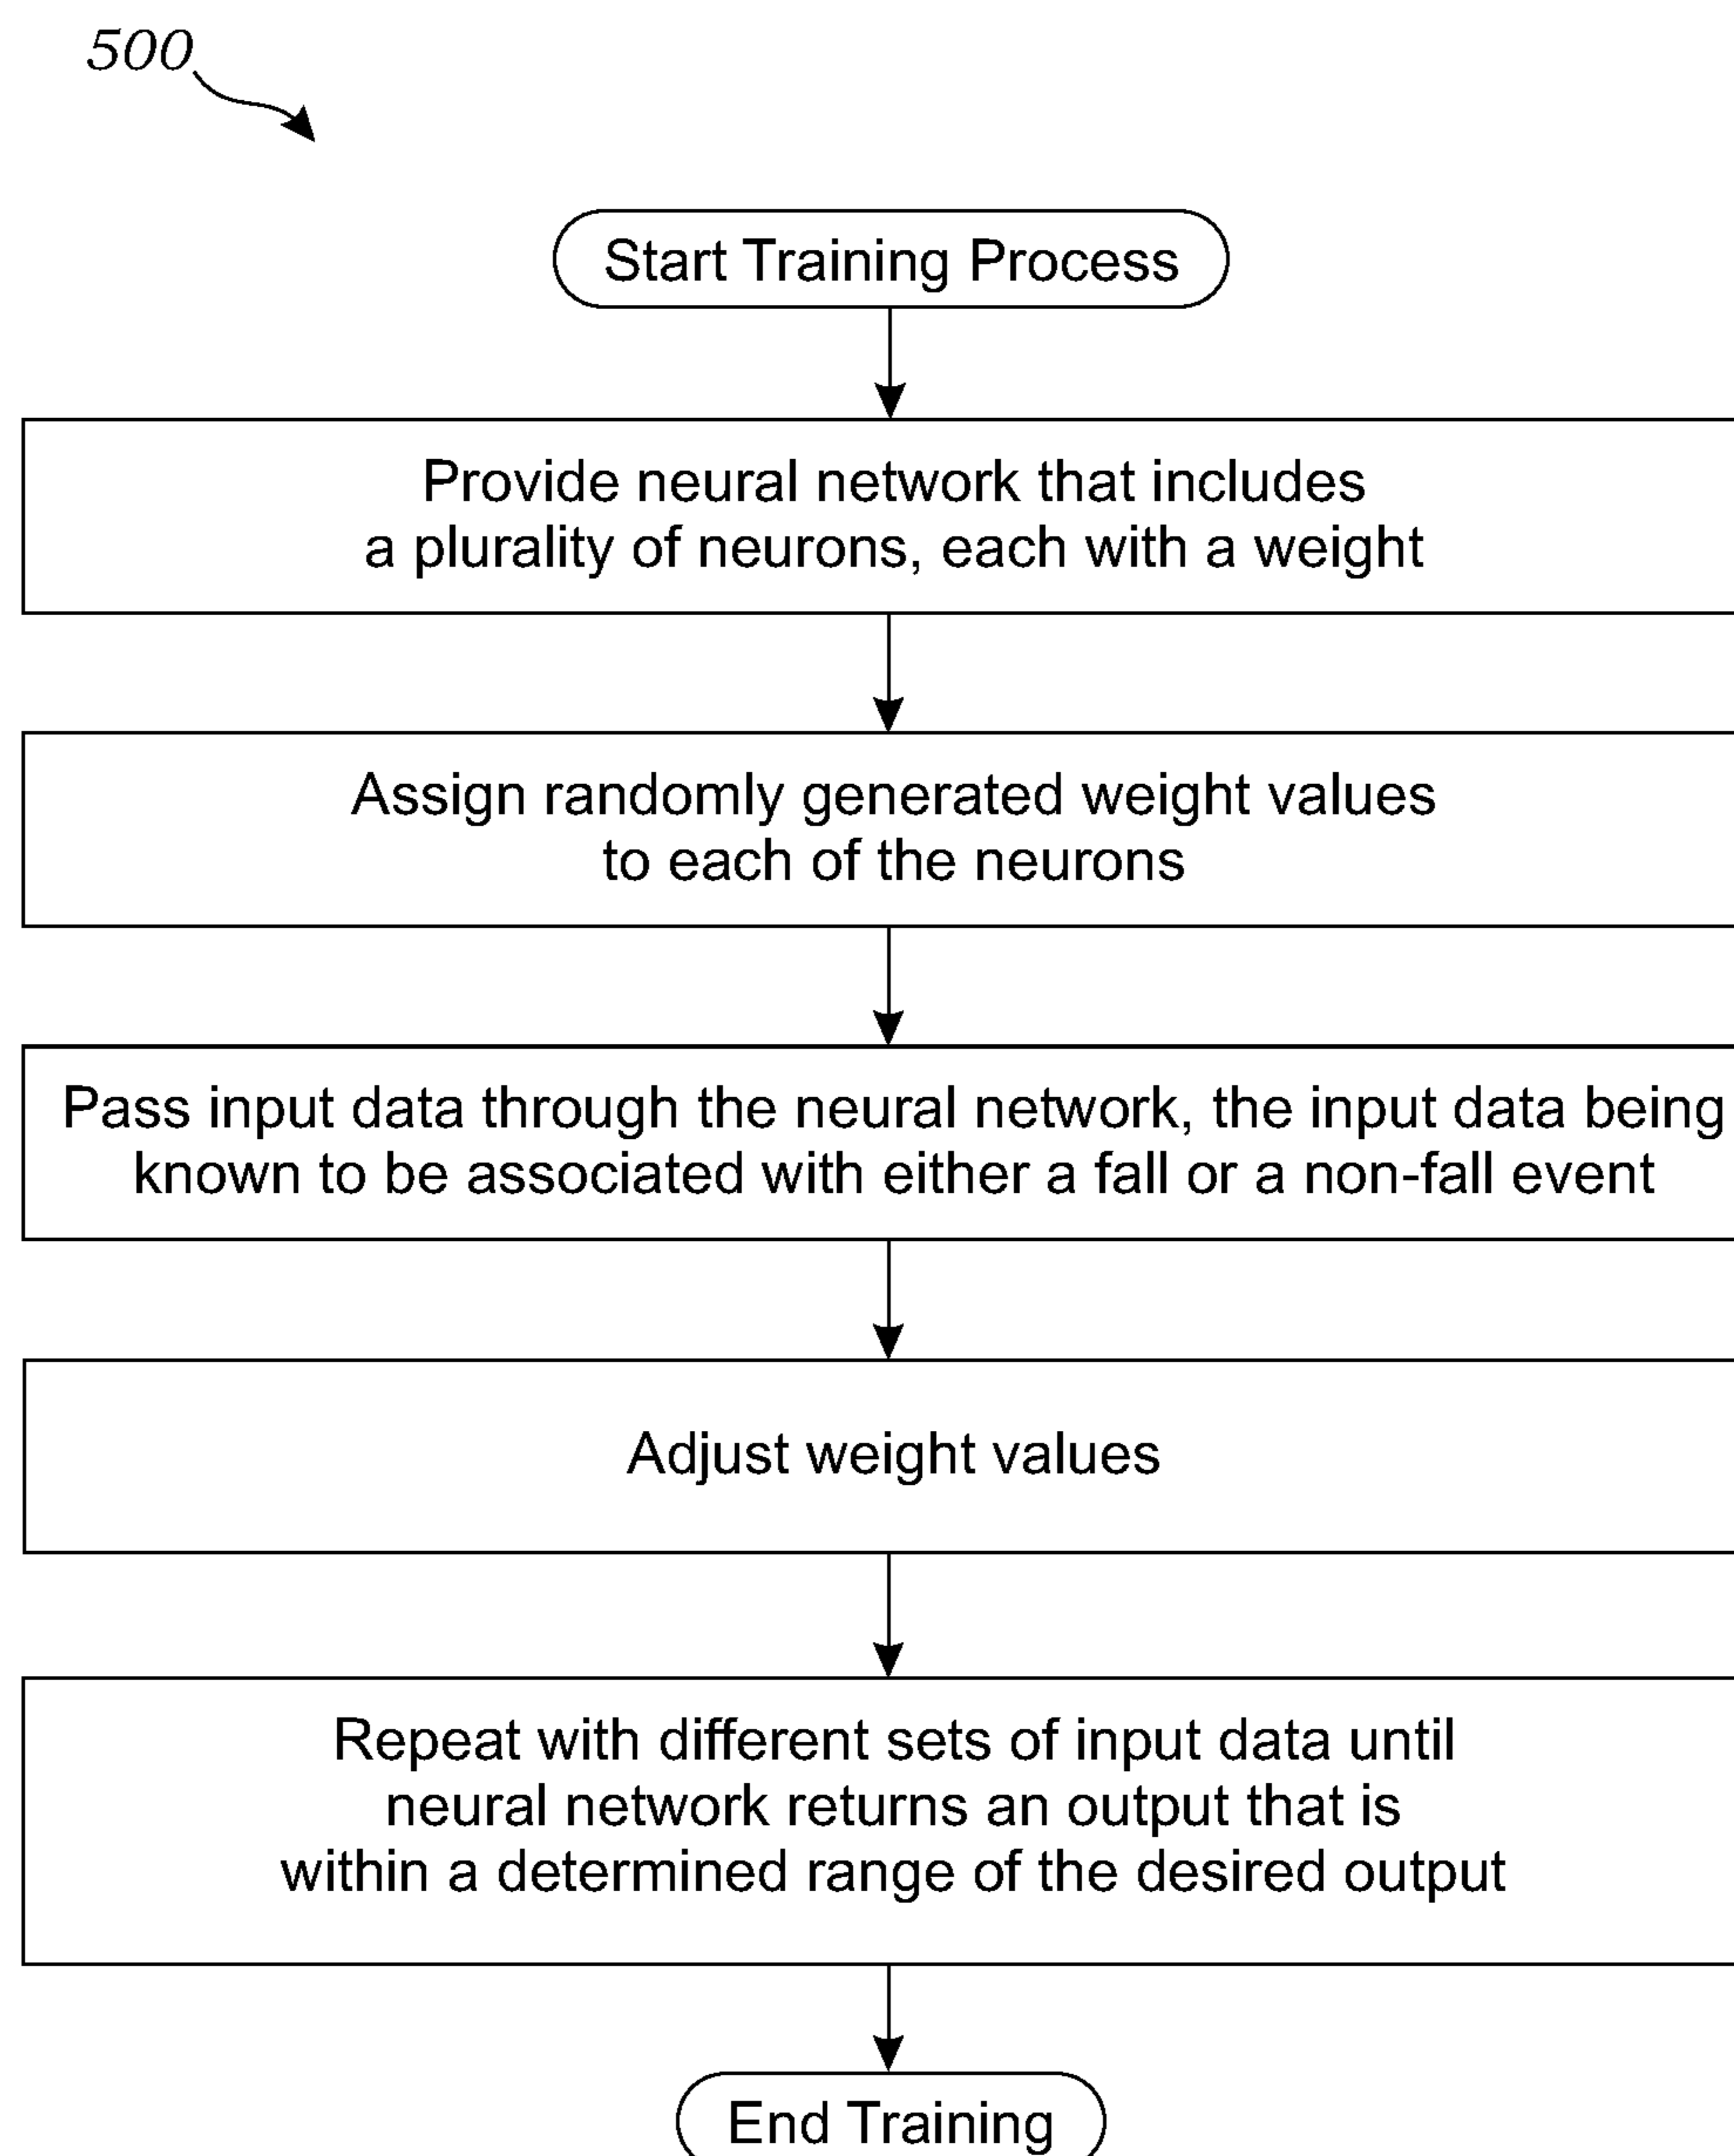 500
Start Training Process
Provide neural network that includes
a plurality of neurons, each with a weight
Assign randomly generated weight values
to each of the neurons
Pass input data through the neural network, the input data being
known to be associated with either a fall or a non-fall event
Adjust weight values
Repeat with different sets of input data until
neural network returns an output that is
within a determined range of the desired output
End Training